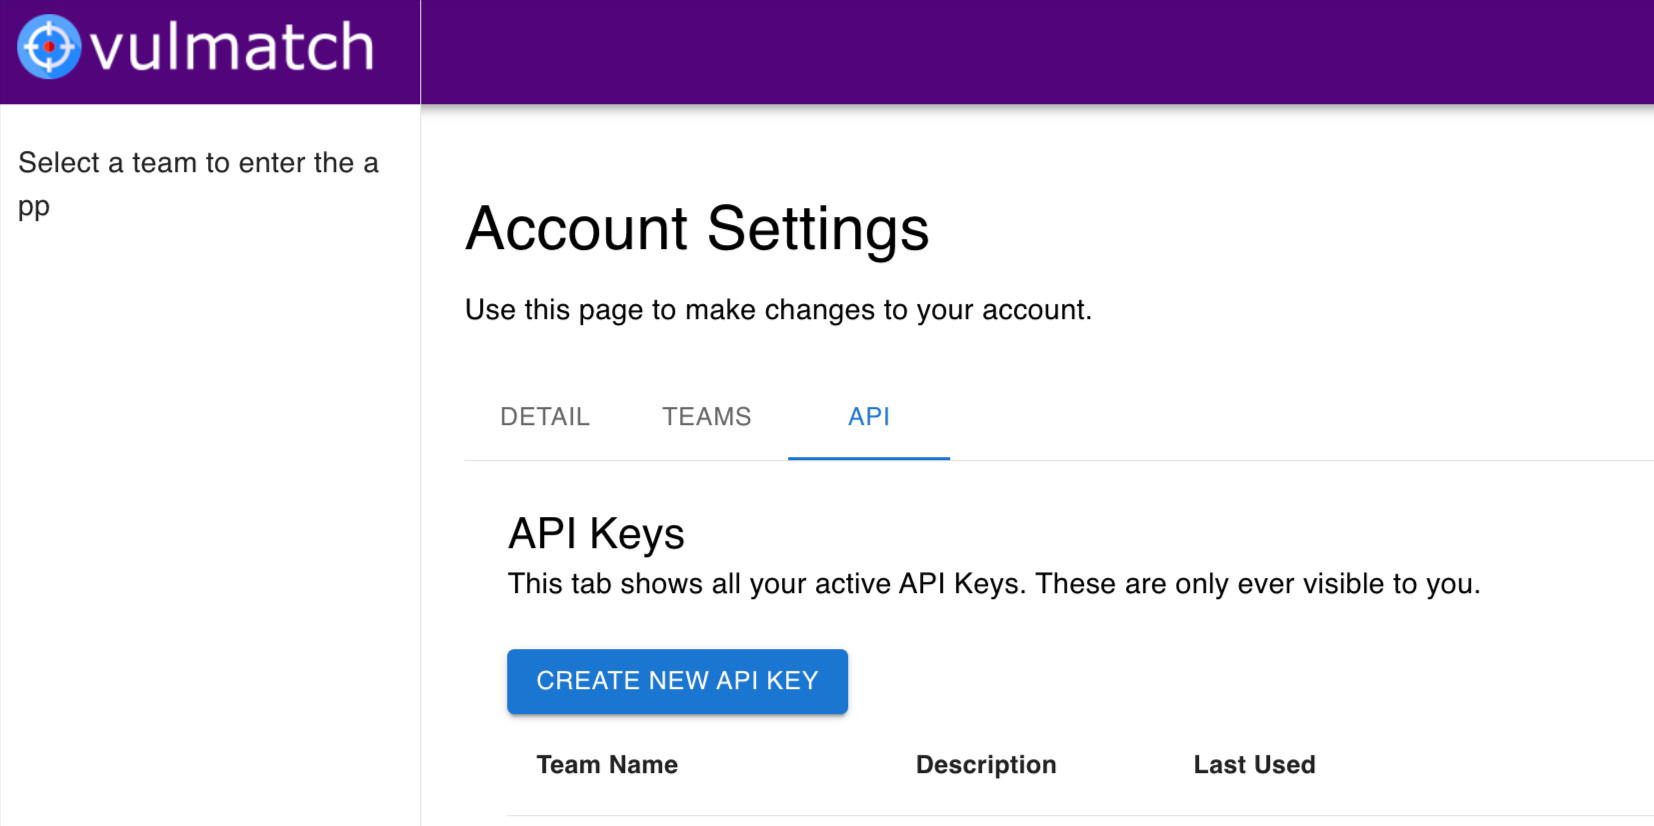 vulmatch
Select a team to enter the a
pp
Account Settings
Use this page to make changes to your account.
DETAIL TEAMS API
API Keys
This tab shows all your active API Keys. These are only ever visible to you.
CREATE NEW API KEY
Team Name Description Last Used